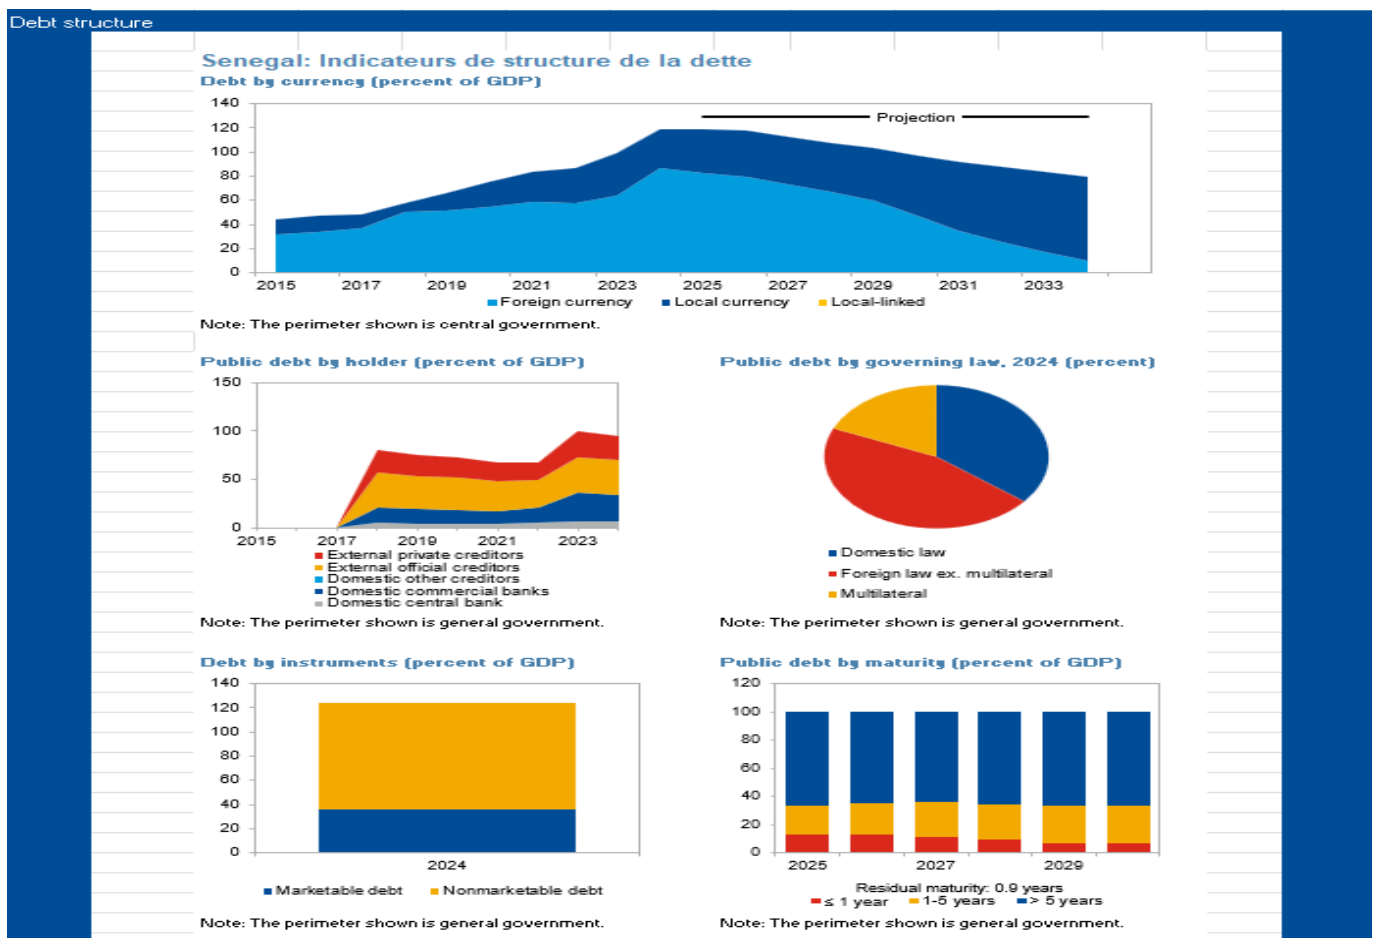 Debt structure
Senegal: Indicateurs de structure de la dette
Debt by currency (percent of GDP)
140
120
100
80
60
40
20
0
Projection
2015 2017 2019 2021 2023 2025 2027 2029 2031 2033
Foreign currency Local currency Local-linked
Note: The perimeter shown is central government.
Public debt by holder (percent of GDP)
150
100
50
0
2015 2017 2019 2021 2023
External private creditors
External official creditors
Domestic other creditors
Domestic commercial banks
Domestic central bank
Note: The perimeter shown is general government.
Public debt by governing law, 2024 (percent)
Domestic law
Foreign law ex. multilateral
Multilateral
Note: The perimeter shown is general government.
Debt by instruments (percent of GDP)
140
120
100
80
60
40
20
0
2024
Marketable debt Nonmarketable debt
Note: The perimeter shown is general government.
Public debt by maturity (percent of GDP)
120
100
80
60
40
20
0
2025 2027 2029
Residual maturity: 0.9 years
≤ 1 year 1-5 years > 5 years
Note: The perimeter shown is general government.